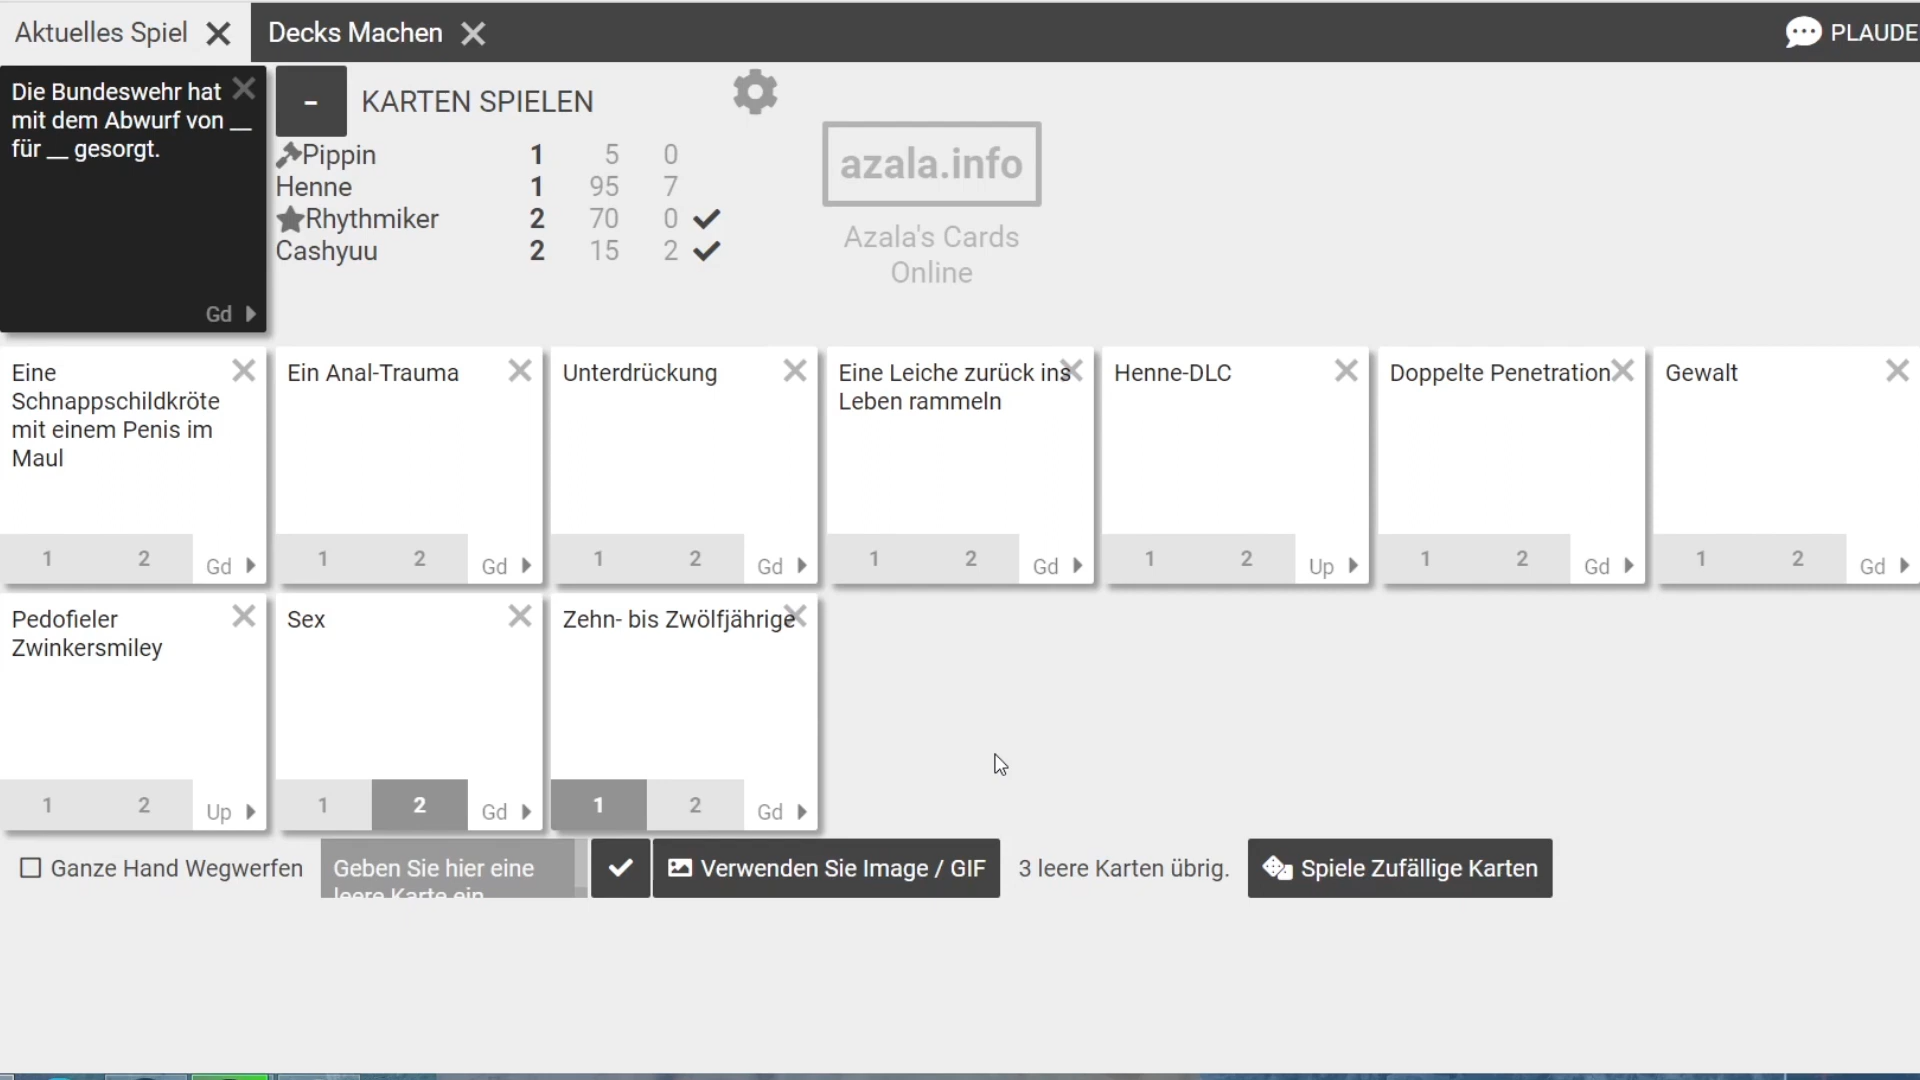 Aktuelles Spiel
Decks Machen
PLAUDE
Die Bundeswehr hat
mit dem Abwurf von __
für __ gesorgt.
Gd
-
KARTEN SPIELEN
Pippin 1 5 0
Henne 1 95 7
Rhythmiker 2 70 0
Cashyuu 2 15 2
azala.info
Azala's Cards
Online
Eine
Schnappschildkröte
mit einem Penis im
Maul
1 2 Gd
Ein Anal-Trauma
1 2 Gd
Unterdrückung
1 2 Gd
Eine Leiche zurück ins
Leben rammeln
1 2 Gd
Henne-DLC
1 2 Up
Doppelte Penetration
1 2 Gd
Gewalt
1 2 Gd
Pedofieler
Zwinkersmiley
1 2 Up
Sex
1 2 Gd
Zehn- bis Zwölfjährige
1 2 Gd
Ganze Hand Wegwerfen
Geben Sie hier eine
leere Karte ein
Verwenden Sie Image / GIF
3 leere Karten übrig.
Spiele Zufällige Karten